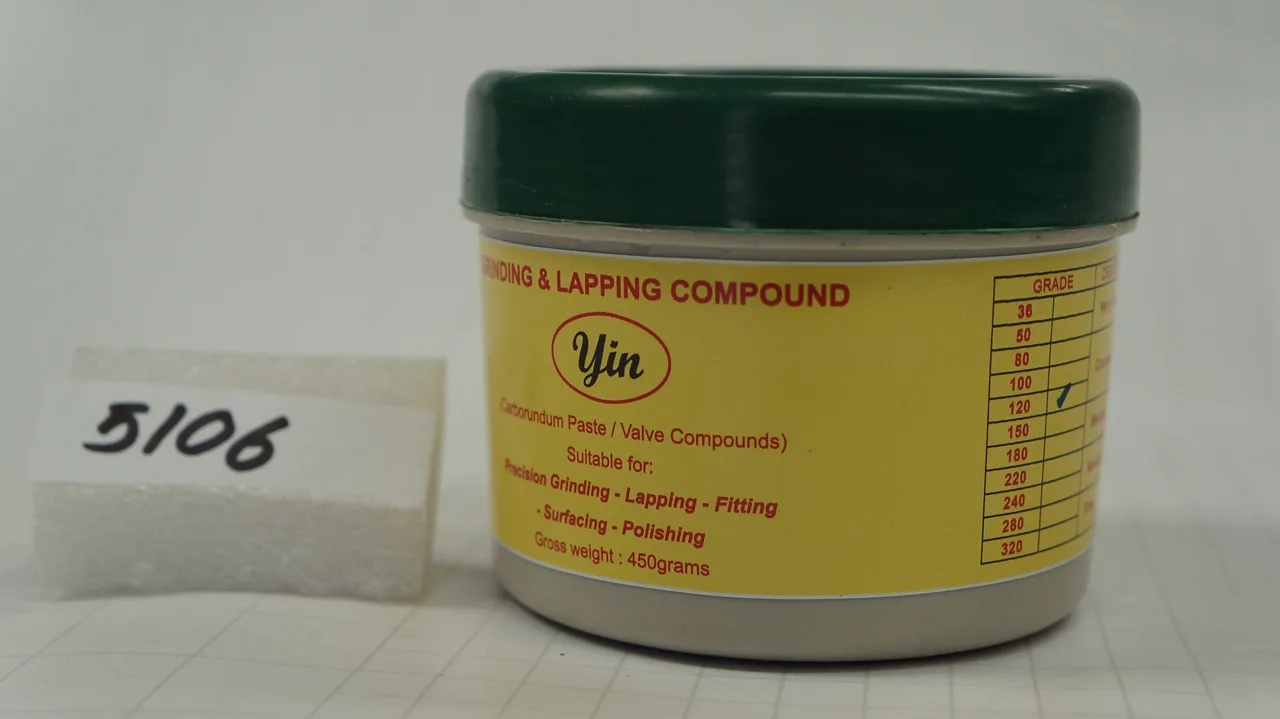 5106
GRINDING & LAPPING COMPOUND
Yin
Carborundum Paste / Valve Compounds)
Suitable for:
Precision Grinding - Lapping - Fitting
- Surfacing - Polishing
Gross weight : 450grams
GRADE
36
50
80
100
120 ✓
150
180
220
240
280
320